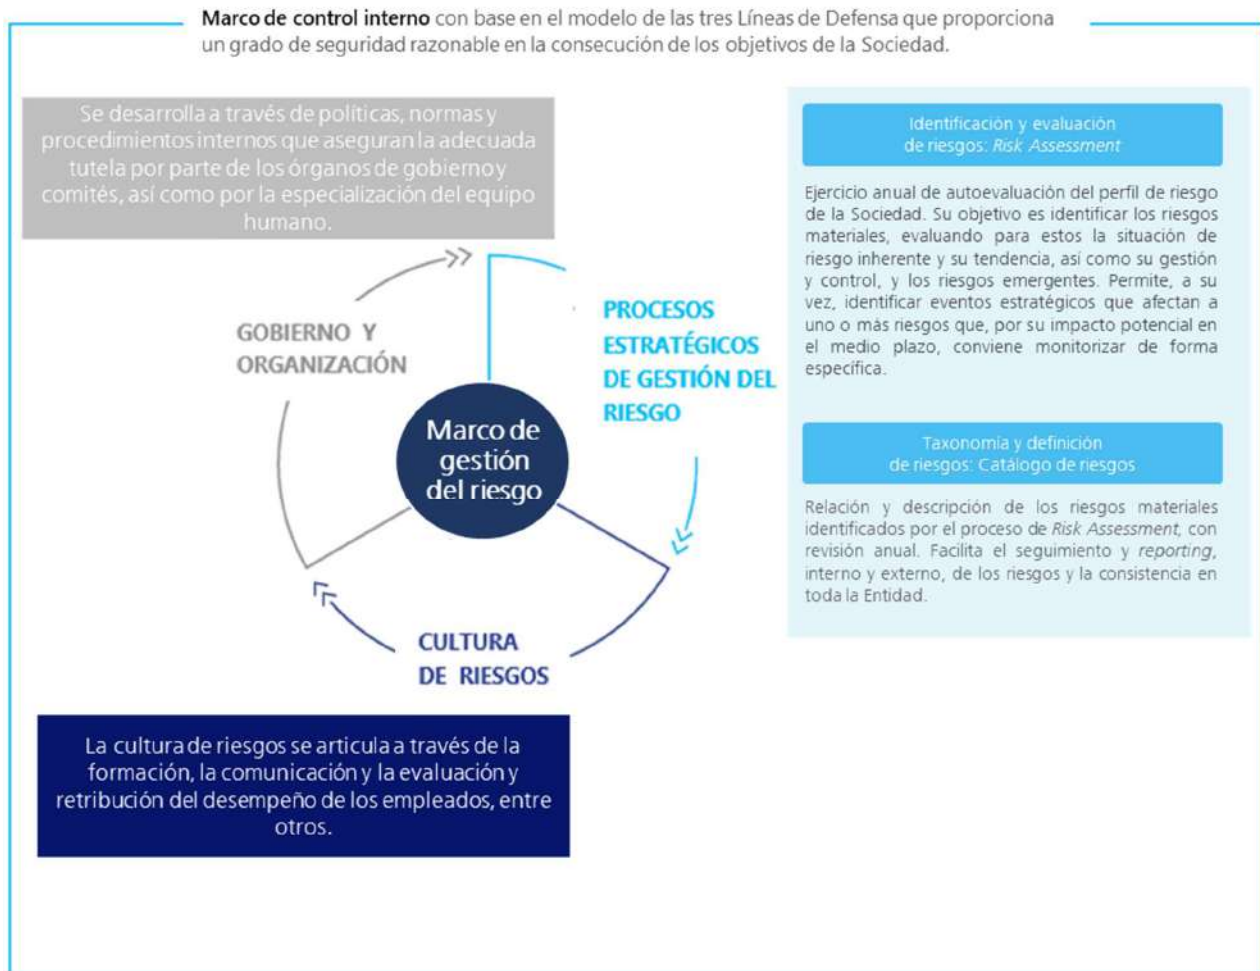 Marco de control interno con base en el modelo de las tres Líneas de Defensa que proporciona
un grado de seguridad razonable en la consecución de los objetivos de la Sociedad.
Se desarrolla a través de políticas, normas y
procedimientos internos que aseguran la adecuada
tutela por parte de los órganos de gobierno y
comités, así como por la especialización del equipo
humano.
GOBIERNO Y
ORGANIZACIÓN
PROCESOS
ESTRATÉGICOS
DE GESTIÓN DEL
RIESGO
Marco de
gestión
del riesgo
CULTURA
DE RIESGOS
La cultura de riesgos se articula a través de la
formación, la comunicación y la evaluación y
retribución del desempeño de los empleados, entre
otros.
Identificación y evaluación
de riesgos: Risk Assessment
Ejercicio anual de autoevaluación del perfil de riesgo
de la Sociedad. Su objetivo es identificar los riesgos
materiales, evaluando para estos la situación de
riesgo inherente y su tendencia, así como su gestión
y control, y los riesgos emergentes. Permite, a su
vez, identificar eventos estratégicos que afectan a
uno o más riesgos que, por su impacto potencial en
el medio plazo, conviene monitorizar de forma
específica.
Taxonomía y definición
de riesgos: Catálogo de riesgos
Relación y descripción de los riesgos materiales
identificados por el proceso de Risk Assessment, con
revisión anual. Facilita el seguimiento y reporting,
interno y externo, de los riesgos y la consistencia en
toda la Entidad.